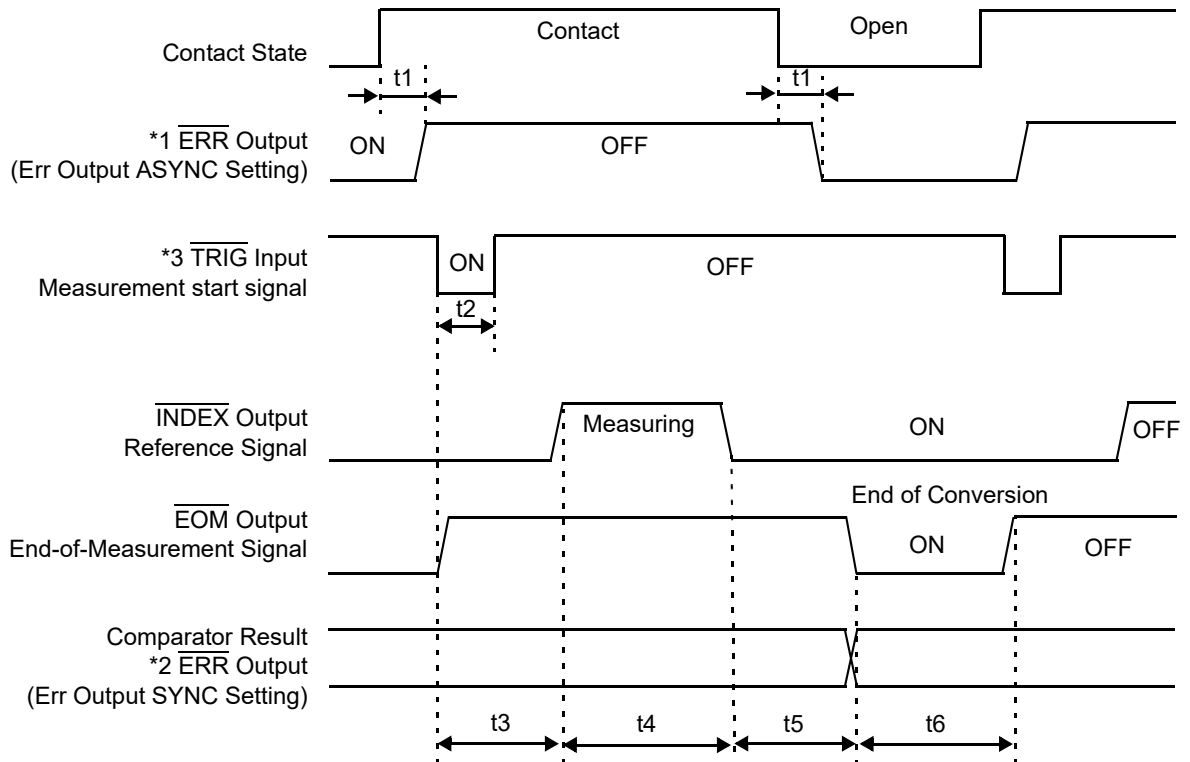 Contact State
Contact
Open
t1
t1
*1 ERR Output
(Err Output ASYNC Setting)
ON
OFF
*3 TRIG Input
Measurement start signal
ON
OFF
t2
INDEX Output
Reference Signal
Measuring
ON
OFF
EOM Output
End-of-Measurement Signal
End of Conversion
ON
OFF
Comparator Result
*2 ERR Output
(Err Output SYNC Setting)
t3
t4
t5
t6